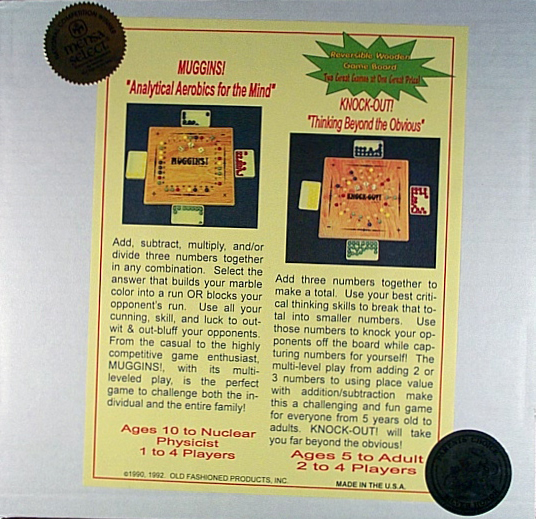 mensa
select
MUGGINS!
"Analytical Aerobics for the Mind"
MUGGINS!
Add, subtract, multiply, and/or
divide three numbers together
in any combination. Select the
answer that builds your marble
color into a run OR blocks your
opponent's run. Use all your
cunning, skill, and luck to out-
wit & out-bluff your opponents.
From the casual to the highly
competitive game enthusiast,
MUGGINS!, with its multi-
leveled play, is the perfect
game to challenge both the in-
dividual and the entire family!
Ages 10 to Nuclear
Physicist
1 to 4 Players
Reversible Wooden
Game Board
Two Great Games at One Great Price!
KNOCK-OUT!
"Thinking Beyond the Obvious"
KNOCK-OUT!
Add three numbers together to
make a total. Use your best criti-
cal thinking skills to break that to-
tal into smaller numbers. Use
those numbers to knock your op-
ponents off the board while cap-
turing numbers for yourself! The
multi-level play from adding 2 or
3 numbers to using place value
with addition/subtraction make
this a challenging and fun game
for everyone from 5 years old to
adults. KNOCK-OUT! will take
you far beyond the obvious!
Ages 5 to Adult
2 to 4 Players
©1990, 1992. OLD FASHIONED PRODUCTS, INC.
MADE IN THE U.S.A.